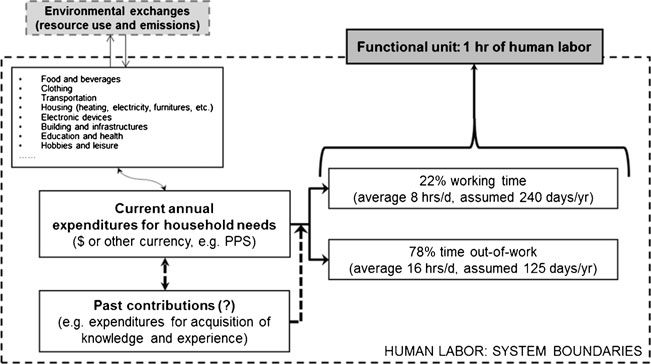 Environmental exchanges
(resource use and emissions)
Functional unit: 1 hr of human labor
• Food and beverages
• Clothing
• Transportation
• Housing (heating, electricity, furnitures, etc.)
• Electronic devices
• Building and infrastructures
• Education and health
• Hobbies and leisure
……
22% working time
(average 8 hrs/d, assumed 240 days/yr)
Current annual
expenditures for household needs
($ or other currency, e.g. PPS)
78% time out-of-work
(average 16 hrs/d, assumed 125 days/yr)
Past contributions (?)
(e.g. expenditures for acquisition of
knowledge and experience)
HUMAN LABOR: SYSTEM BOUNDARIES